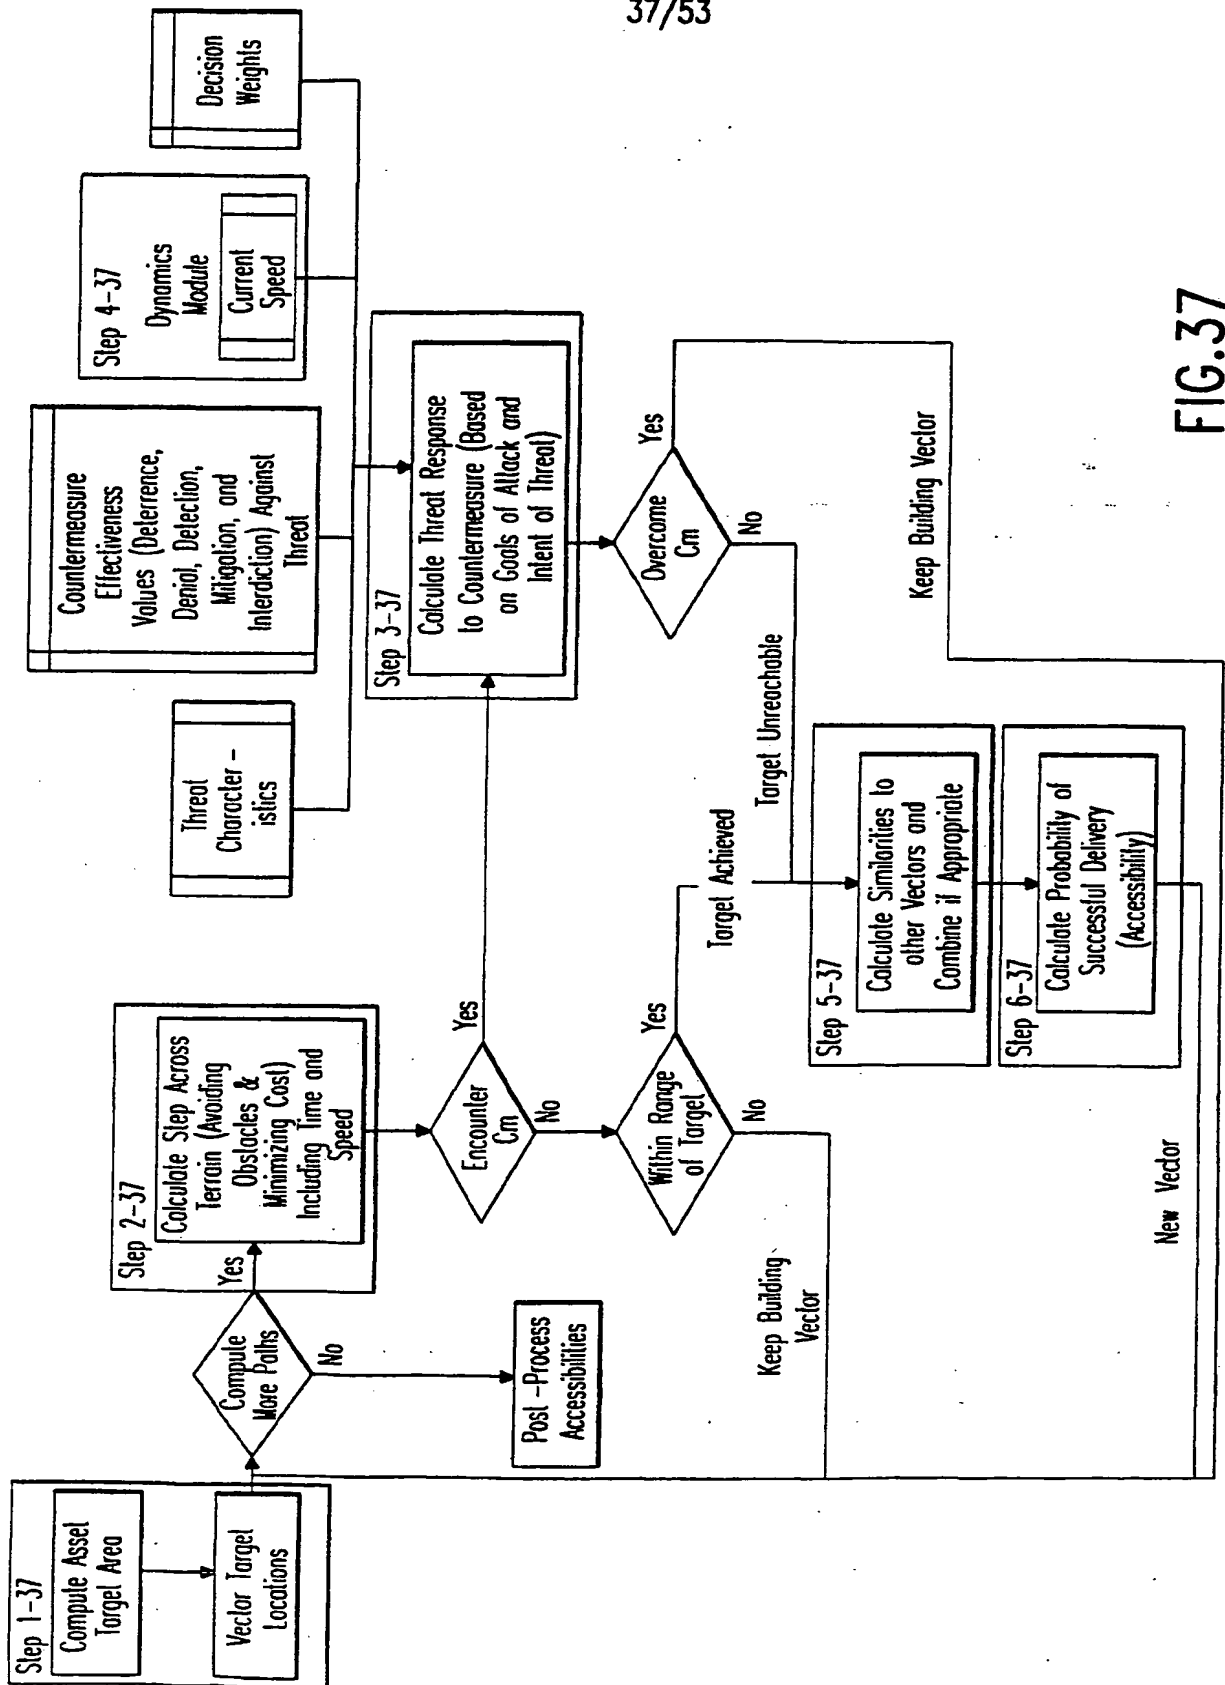 37/53
Step 1-37
Compute Asset
Target Area
Vector Target
Locations
Compute
More Paths
Yes
No
Post -Process
Accessibilities
Step 2-37
Calculate Step Across
Terrain (Avoiding
Obstacles &
Minimizing Cost)
Including Time and
Speed
Encounter
Cm
Yes
No
Within Range
of Target
Yes
No
Keep Building
Vector
Target Achieved
Threat
Character -
istics
Countermeasure
Effectiveness
Values (Deterrence,
Denial, Detection,
Mitigation, and
Interdiction) Against
Threat
Step 4-37
Dynamics
Module
Current
Speed
Decision
Weights
Step 3-37
Calculate Threat Response
to Countermeasure (Based
on Goals of Attack and
Intent of Threat)
Overcome
Cm
Yes
No
Target Unreachable
Keep Building Vector
Step 5-37
Calculate Similarities to
other Vectors and
Combine if Appropriate
Step 6-37
Calculate Probability of
Successful Delivery
(Accessibility)
New Vector
FIG.37